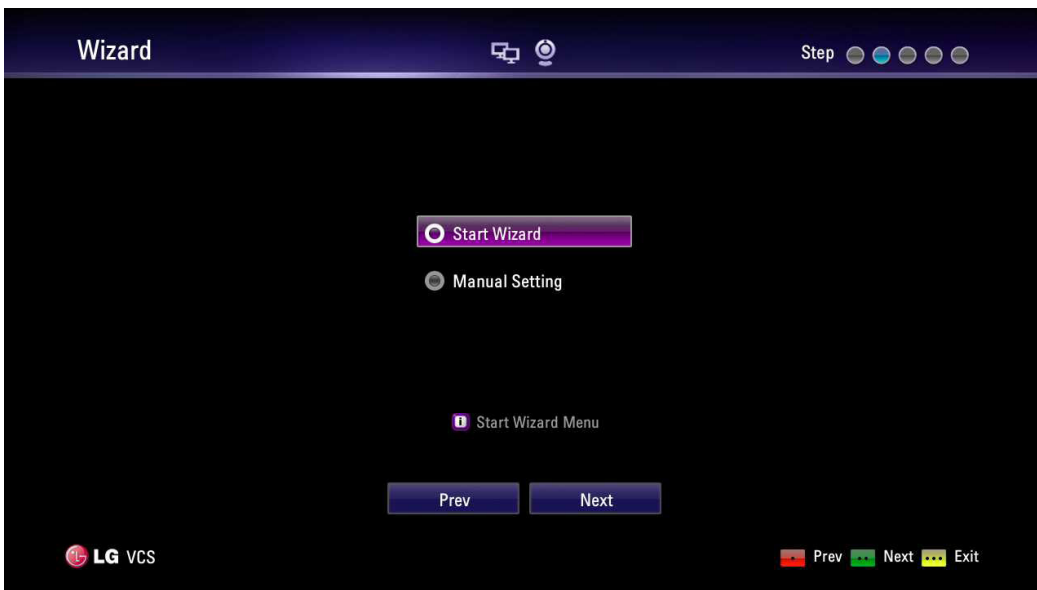 Wizard
Step
Start Wizard
Manual Setting
Start Wizard Menu
Prev Next
LG VCS
Prev Next Exit